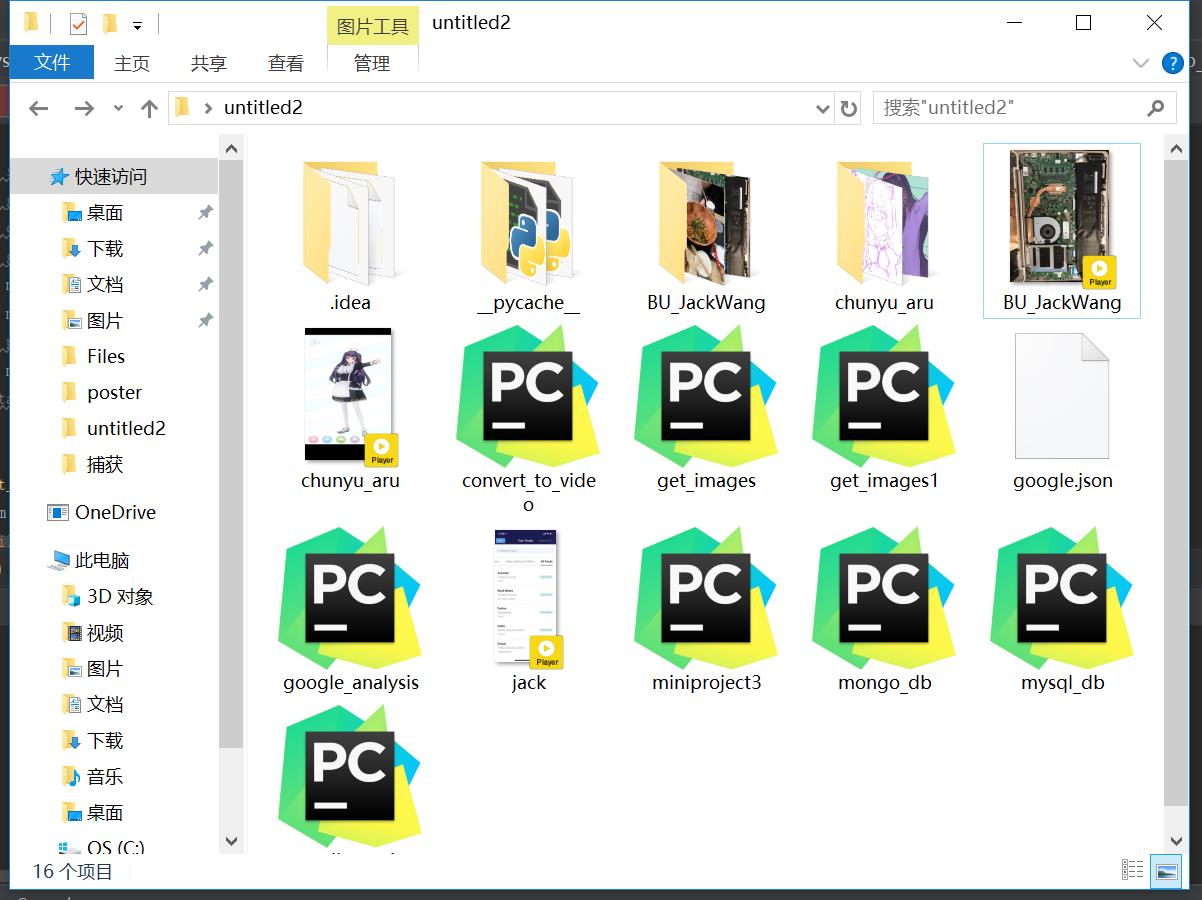 图片工具
untitled2
文件
主页
共享
查看
管理
?
untitled2
搜索"untitled2"
快速访问
桌面
下载
文档
图片
Files
poster
untitled2
捕获
OneDrive
此电脑
3D 对象
视频
图片
文档
下载
音乐
桌面
OS (C:)
.idea
__pycache__
BU_JackWang
chunyu_aru
Player
BU_JackWang
Player
chunyu_aru
PC
convert_to_vide
o
PC
get_images
PC
get_images1
google.json
PC
google_analysis
Player
jack
PC
miniproject3
PC
mongo_db
PC
mysql_db
PC
16 个项目